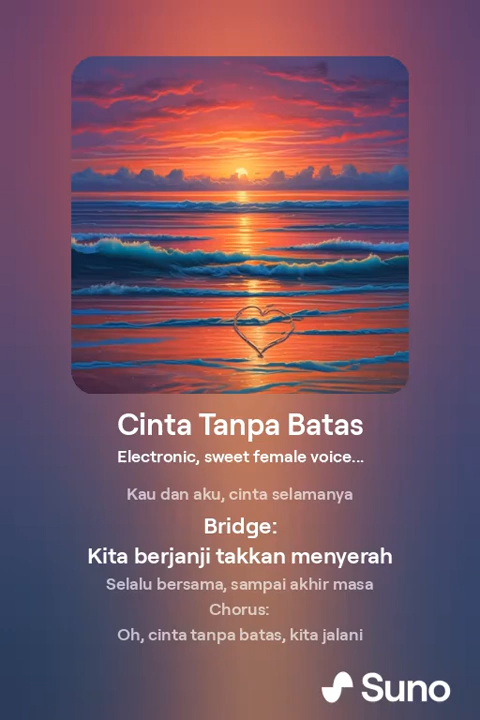 Cinta Tanpa Batas
Electronic, sweet female voice...
Kau dan aku, cinta selamanya
Bridge:
Kita berjanji takkan menyerah
Selalu bersama, sampai akhir masa
Chorus:
Oh, cinta tanpa batas, kita jalani
Suno